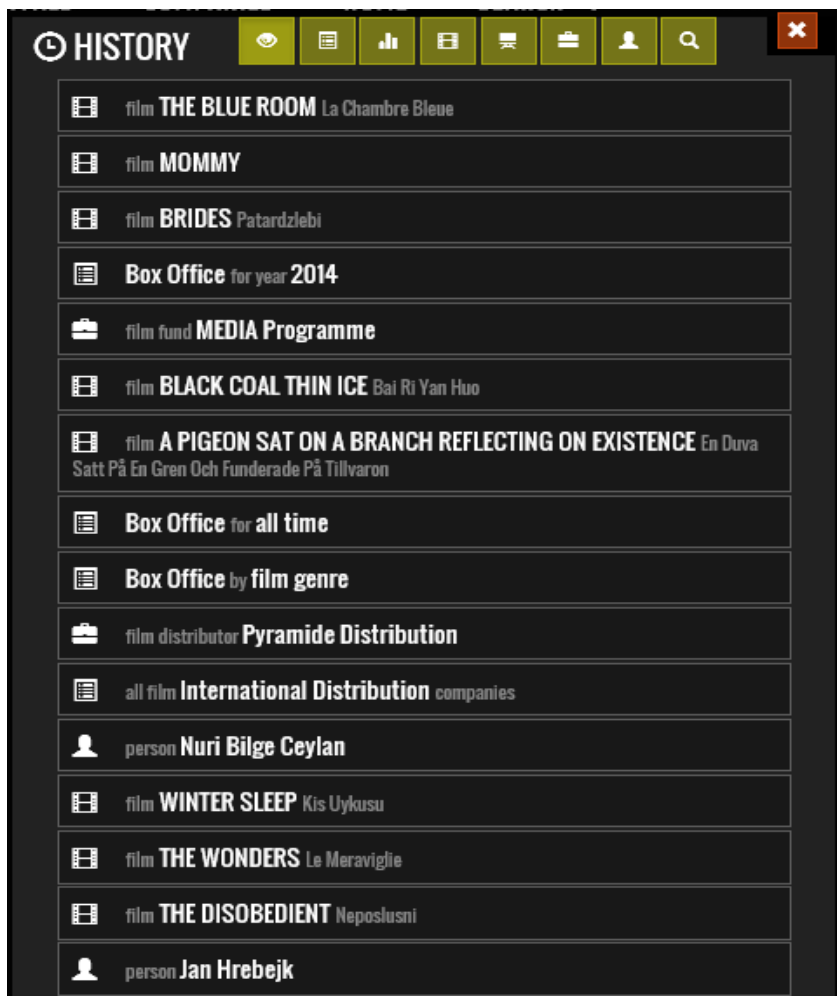 HISTORY
film THE BLUE ROOM La Chambre Bleue
film MOMMY
film BRIDES Patardzlebi
Box Office for year 2014
film fund MEDIA Programme
film BLACK COAL THIN ICE Bai Ri Yan Huo
film A PIGEON SAT ON A BRANCH REFLECTING ON EXISTENCE En Duva
Satt På En Gren Och Funderade På Tillvaron
Box Office for all time
Box Office by film genre
film distributor Pyramide Distribution
all film International Distribution companies
person Nuri Bilge Ceylan
film WINTER SLEEP Kis Uykusu
film THE WONDERS Le Meraviglie
film THE DISOBEDIENT Neposlusni
person Jan Hrebejk